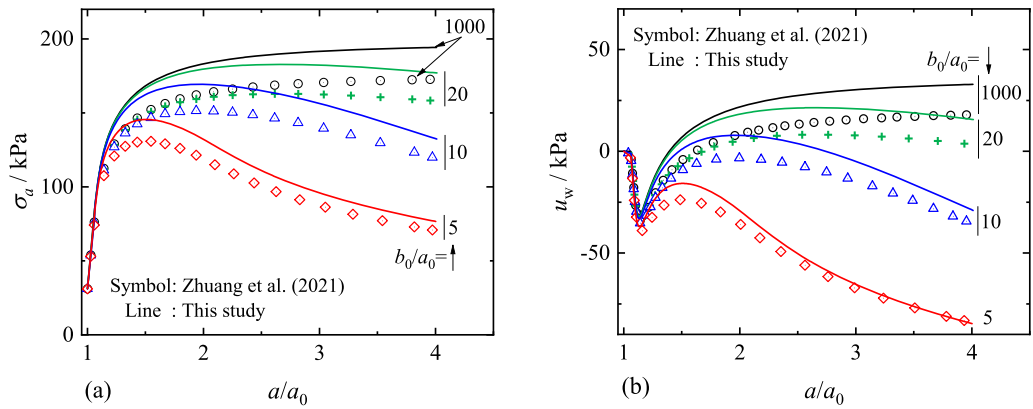 200
100
0
σa / kPa
1000
20
10
5
b0/a0=
Symbol: Zhuang et al. (2021)
Line : This study
1
2
3
4
(a)
a/a0
50
0
-50
uw / kPa
Symbol: Zhuang et al. (2021)
Line : This study
b0/a0=
1000
20
10
5
1
2
3
4
(b)
a/a0